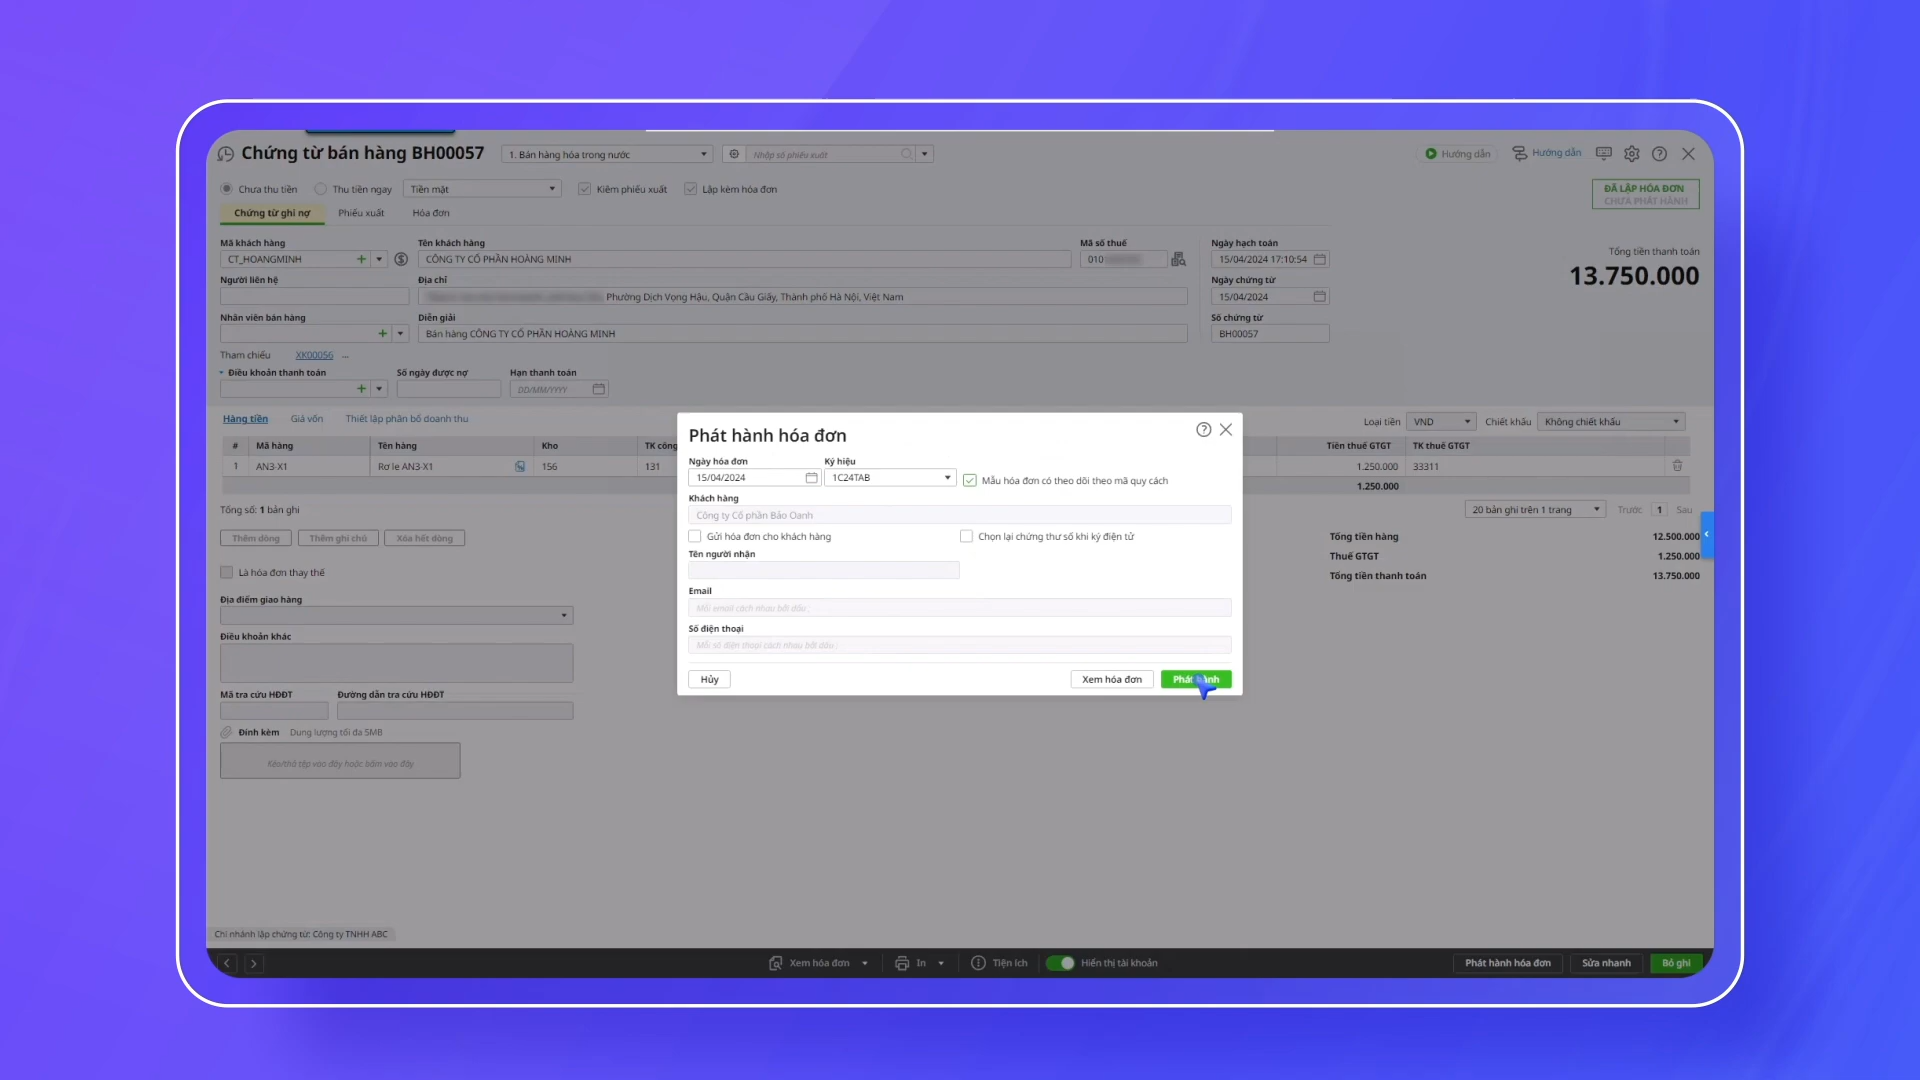 Chứng từ bán hàng BH00057
1. Bán hàng hóa trong nước
Nhập số phiếu xuất
Hướng dẫn
Hướng dẫn
Chưa thu tiền
Thu tiền ngay
Tiền mặt
Kiêm phiếu xuất
Lập kèm hóa đơn
ĐÃ LẬP HÓA ĐƠN
CHƯA PHÁT HÀNH
Chứng từ ghi nợ
Phiếu xuất
Hóa đơn
Mã khách hàng
Tên khách hàng
Mã số thuế
Ngày hạch toán
Tổng tiền thanh toán
CT_HOANGMINH
CÔNG TY CỔ PHẦN HOÀNG MINH
010
15/04/2024 17:10:54
13.750.000
Người liên hệ
Địa chỉ
Ngày chứng từ
Phường Dịch Vọng Hậu, Quận Cầu Giấy, Thành phố Hà Nội, Việt Nam
15/04/2024
Nhân viên bán hàng
Diễn giải
Số chứng từ
Bán hàng CÔNG TY CỔ PHẦN HOÀNG MINH
BH00057
Tham chiếu
XK00056
...
Điều khoản thanh toán
Số ngày được nợ
Hạn thanh toán
DD/MM/YYYY
Hàng tiền
Giá vốn
Thiết lập phân bổ doanh thu
Loại tiền
VND
Chiết khấu
Không chiết khấu
#
Mã hàng
Tên hàng
Kho
TK công
Tiền thuế GTGT
TK thuế GTGT
1
AN3-X1
Rơ le AN3-X1
156
131
1.250.000
33311
1.250.000
Tổng số: 1 bản ghi
20 bản ghi trên 1 trang
Trước
1
Sau
Thêm dòng
Thêm ghi chú
Xóa hết dòng
Tổng tiền hàng
12.500.000
Thuế GTGT
1.250.000
Tổng tiền thanh toán
13.750.000
Là hóa đơn thay thế
Địa điểm giao hàng
Điều khoản khác
Mã tra cứu HĐĐT
Đường dẫn tra cứu HĐĐT
Đính kèm
Dung lượng tối đa 5MB
Kéo/thả tệp vào đây hoặc bấm vào đây
Phát hành hóa đơn
Ngày hóa đơn
Ký hiệu
15/04/2024
1C24TAB
Mẫu hóa đơn có theo dõi theo mã quy cách
Khách hàng
Công ty Cổ phần Bảo Oanh
Gửi hóa đơn cho khách hàng
Chọn lại chứng thư số khi ký điện tử
Tên người nhận
Email
Mỗi email cách nhau bởi dấu ;
Số điện thoại
Mỗi số điện thoại cách nhau bởi dấu ;
Hủy
Xem hóa đơn
Phát hành
Chi nhánh lập chứng từ: Công ty TNHH ABC
Xem hóa đơn
In
Tiện ích
Hiển thị tài khoản
Phát hành hóa đơn
Sửa nhanh
Bỏ ghi